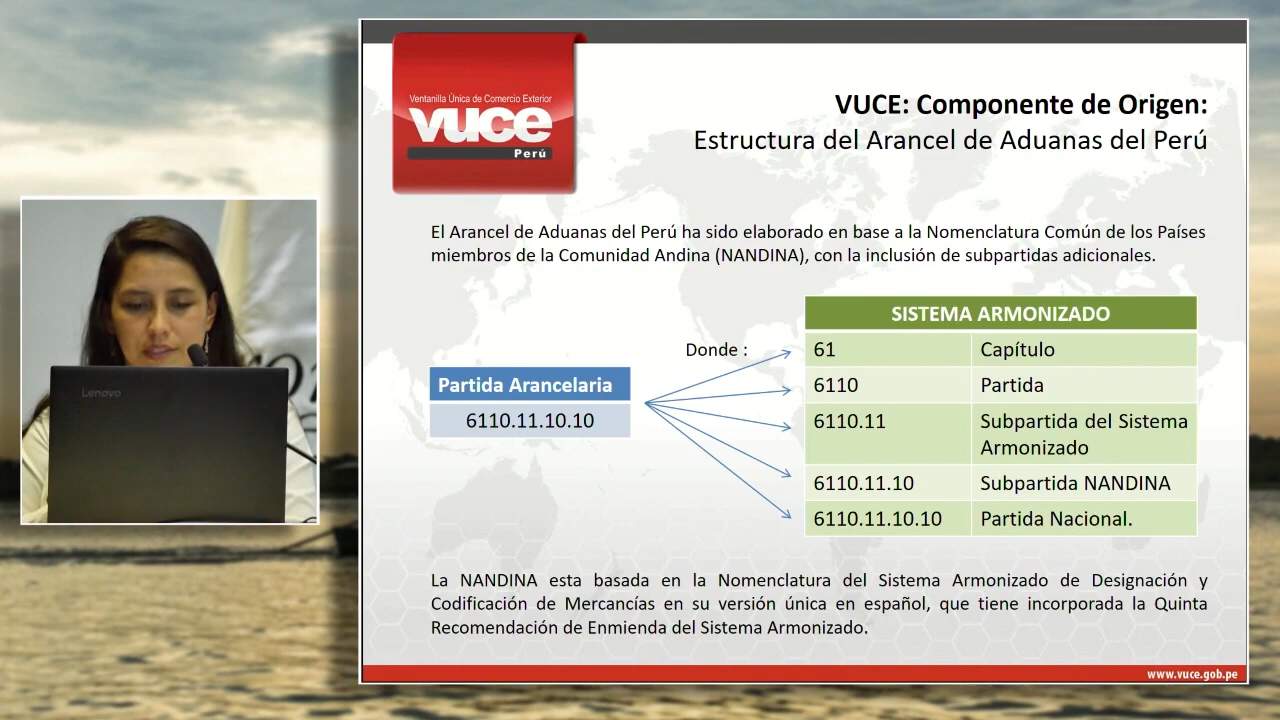 Ventanilla Única de Comercio Exterior
vuce
Perú
VUCE: Componente de Origen:
Estructura del Arancel de Aduanas del Perú
El Arancel de Aduanas del Perú ha sido elaborado en base a la Nomenclatura Común de los Países
miembros de la Comunidad Andina (NANDINA), con la inclusión de subpartidas adicionales.
Donde :
Partida Arancelaria
6110.11.10.10
SISTEMA ARMONIZADO
61 Capítulo
6110 Partida
6110.11 Subpartida del Sistema
Armonizado
6110.11.10 Subpartida NANDINA
6110.11.10.10 Partida Nacional.
La NANDINA esta basada en la Nomenclatura del Sistema Armonizado de Designación y
Codificación de Mercancías en su versión única en español, que tiene incorporada la Quinta
Recomendación de Enmienda del Sistema Armonizado.
www.vuce.gob.pe
Lenovo